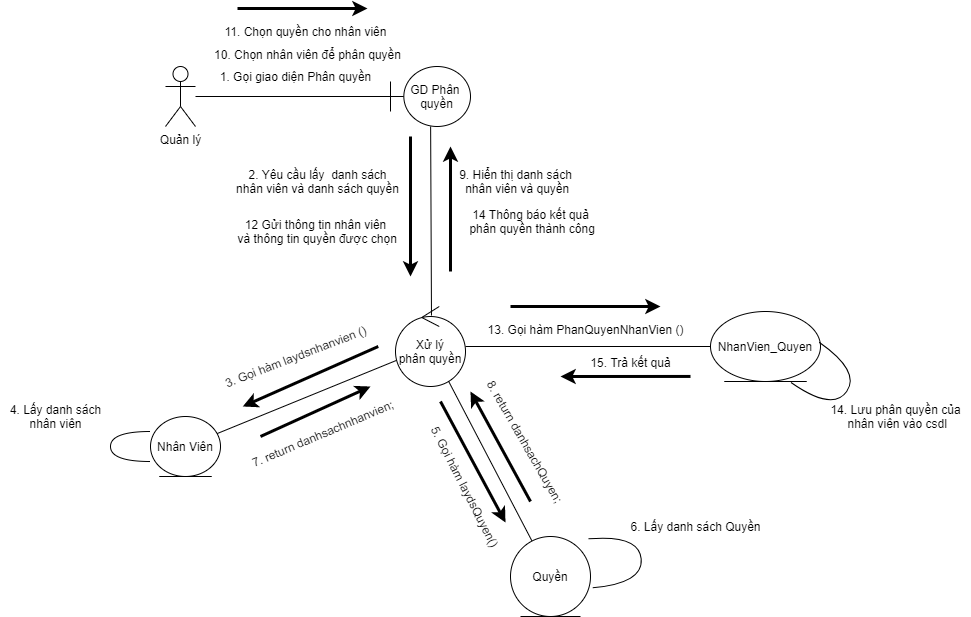 11. Chọn quyền cho nhân viên
10. Chọn nhân viên để phân quyền
1. Gọi giao diện Phân quyền
GD Phân
quyền
Quản lý
2. Yêu cầu lấy danh sách
nhân viên và danh sách quyền
9. Hiển thị danh sách
nhân viên và quyền
12 Gửi thông tin nhân viên
và thông tin quyền được chọn
14 Thông báo kết quả
phân quyền thành công
13. Gọi hàm PhanQuyenNhanVien ()
Xử lý
phân quyền
NhanVien_Quyen
15. Trả kết quả
3. Gọi hàm laydsnhanvien ()
4. Lấy danh sách
nhân viên
Nhân Viên
7. return danhsachnhanvien;
8. return danhsachQuyen;
5. Gọi hàm laydsQuyen()
14. Lưu phân quyền của
nhân viên vào csdl
6. Lấy danh sách Quyền
Quyền